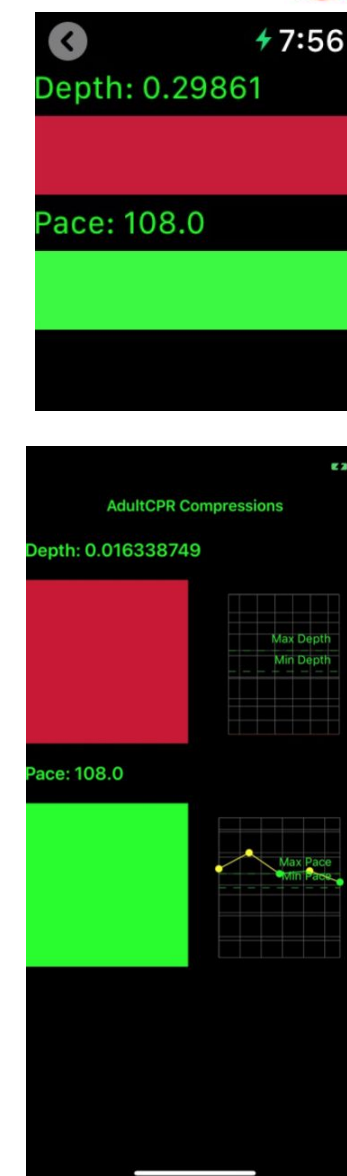 7:56
Depth: 0.29861
Pace: 108.0
AdultCPR Compressions
Depth: 0.016338749
Max Depth
Min Depth
Pace: 108.0
Max Pace
Min Pace